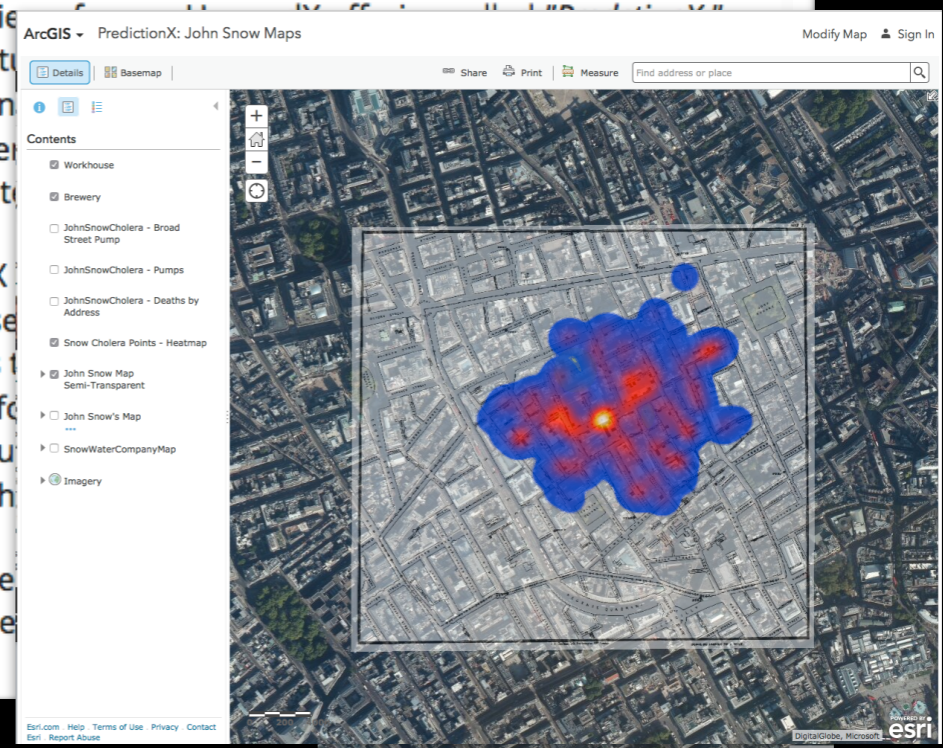 ArcGIS PredictionX: John Snow Maps Modify Map Sign In
Details Basemap Share Print Measure Find address or place
Contents
Workhouse
Brewery
JohnSnowCholera - Broad
Street Pump
JohnSnowCholera - Pumps
JohnSnowCholera - Deaths by
Address
Snow Cholera Points - Heatmap
John Snow Map
Semi-Transparent
John Snow's Map
SnowWaterCompanyMap
Imagery
Esri.com Help Terms of Use Privacy Contact
Esri Report Abuse
DigitalGlobe, Microsoft
POWERED BY
esri